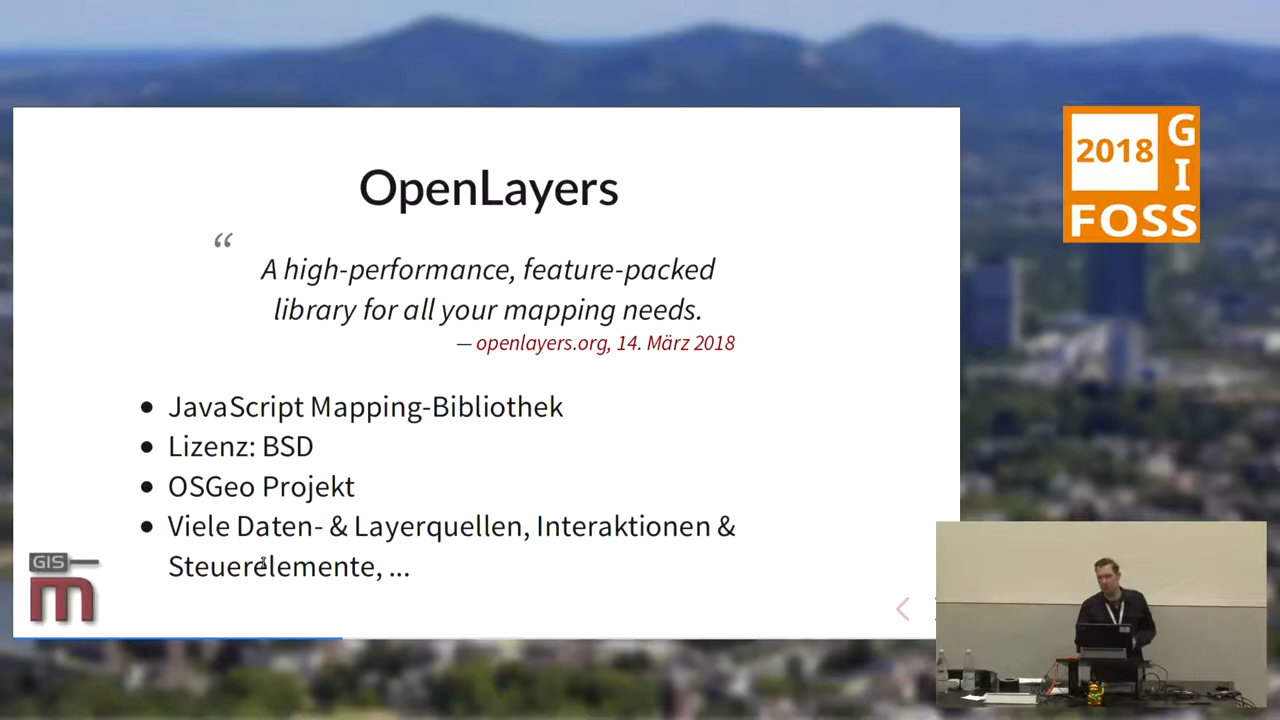 OpenLayers
“
A high-performance, feature-packed
library for all your mapping needs.
— openlayers.org, 14. März 2018
• JavaScript Mapping-Bibliothek
• Lizenz: BSD
• OSGeo Projekt
• Viele Daten- & Layerquellen, Interaktionen &
Steuerelemente, ...
GIS
m
2018
G
I
FOSS